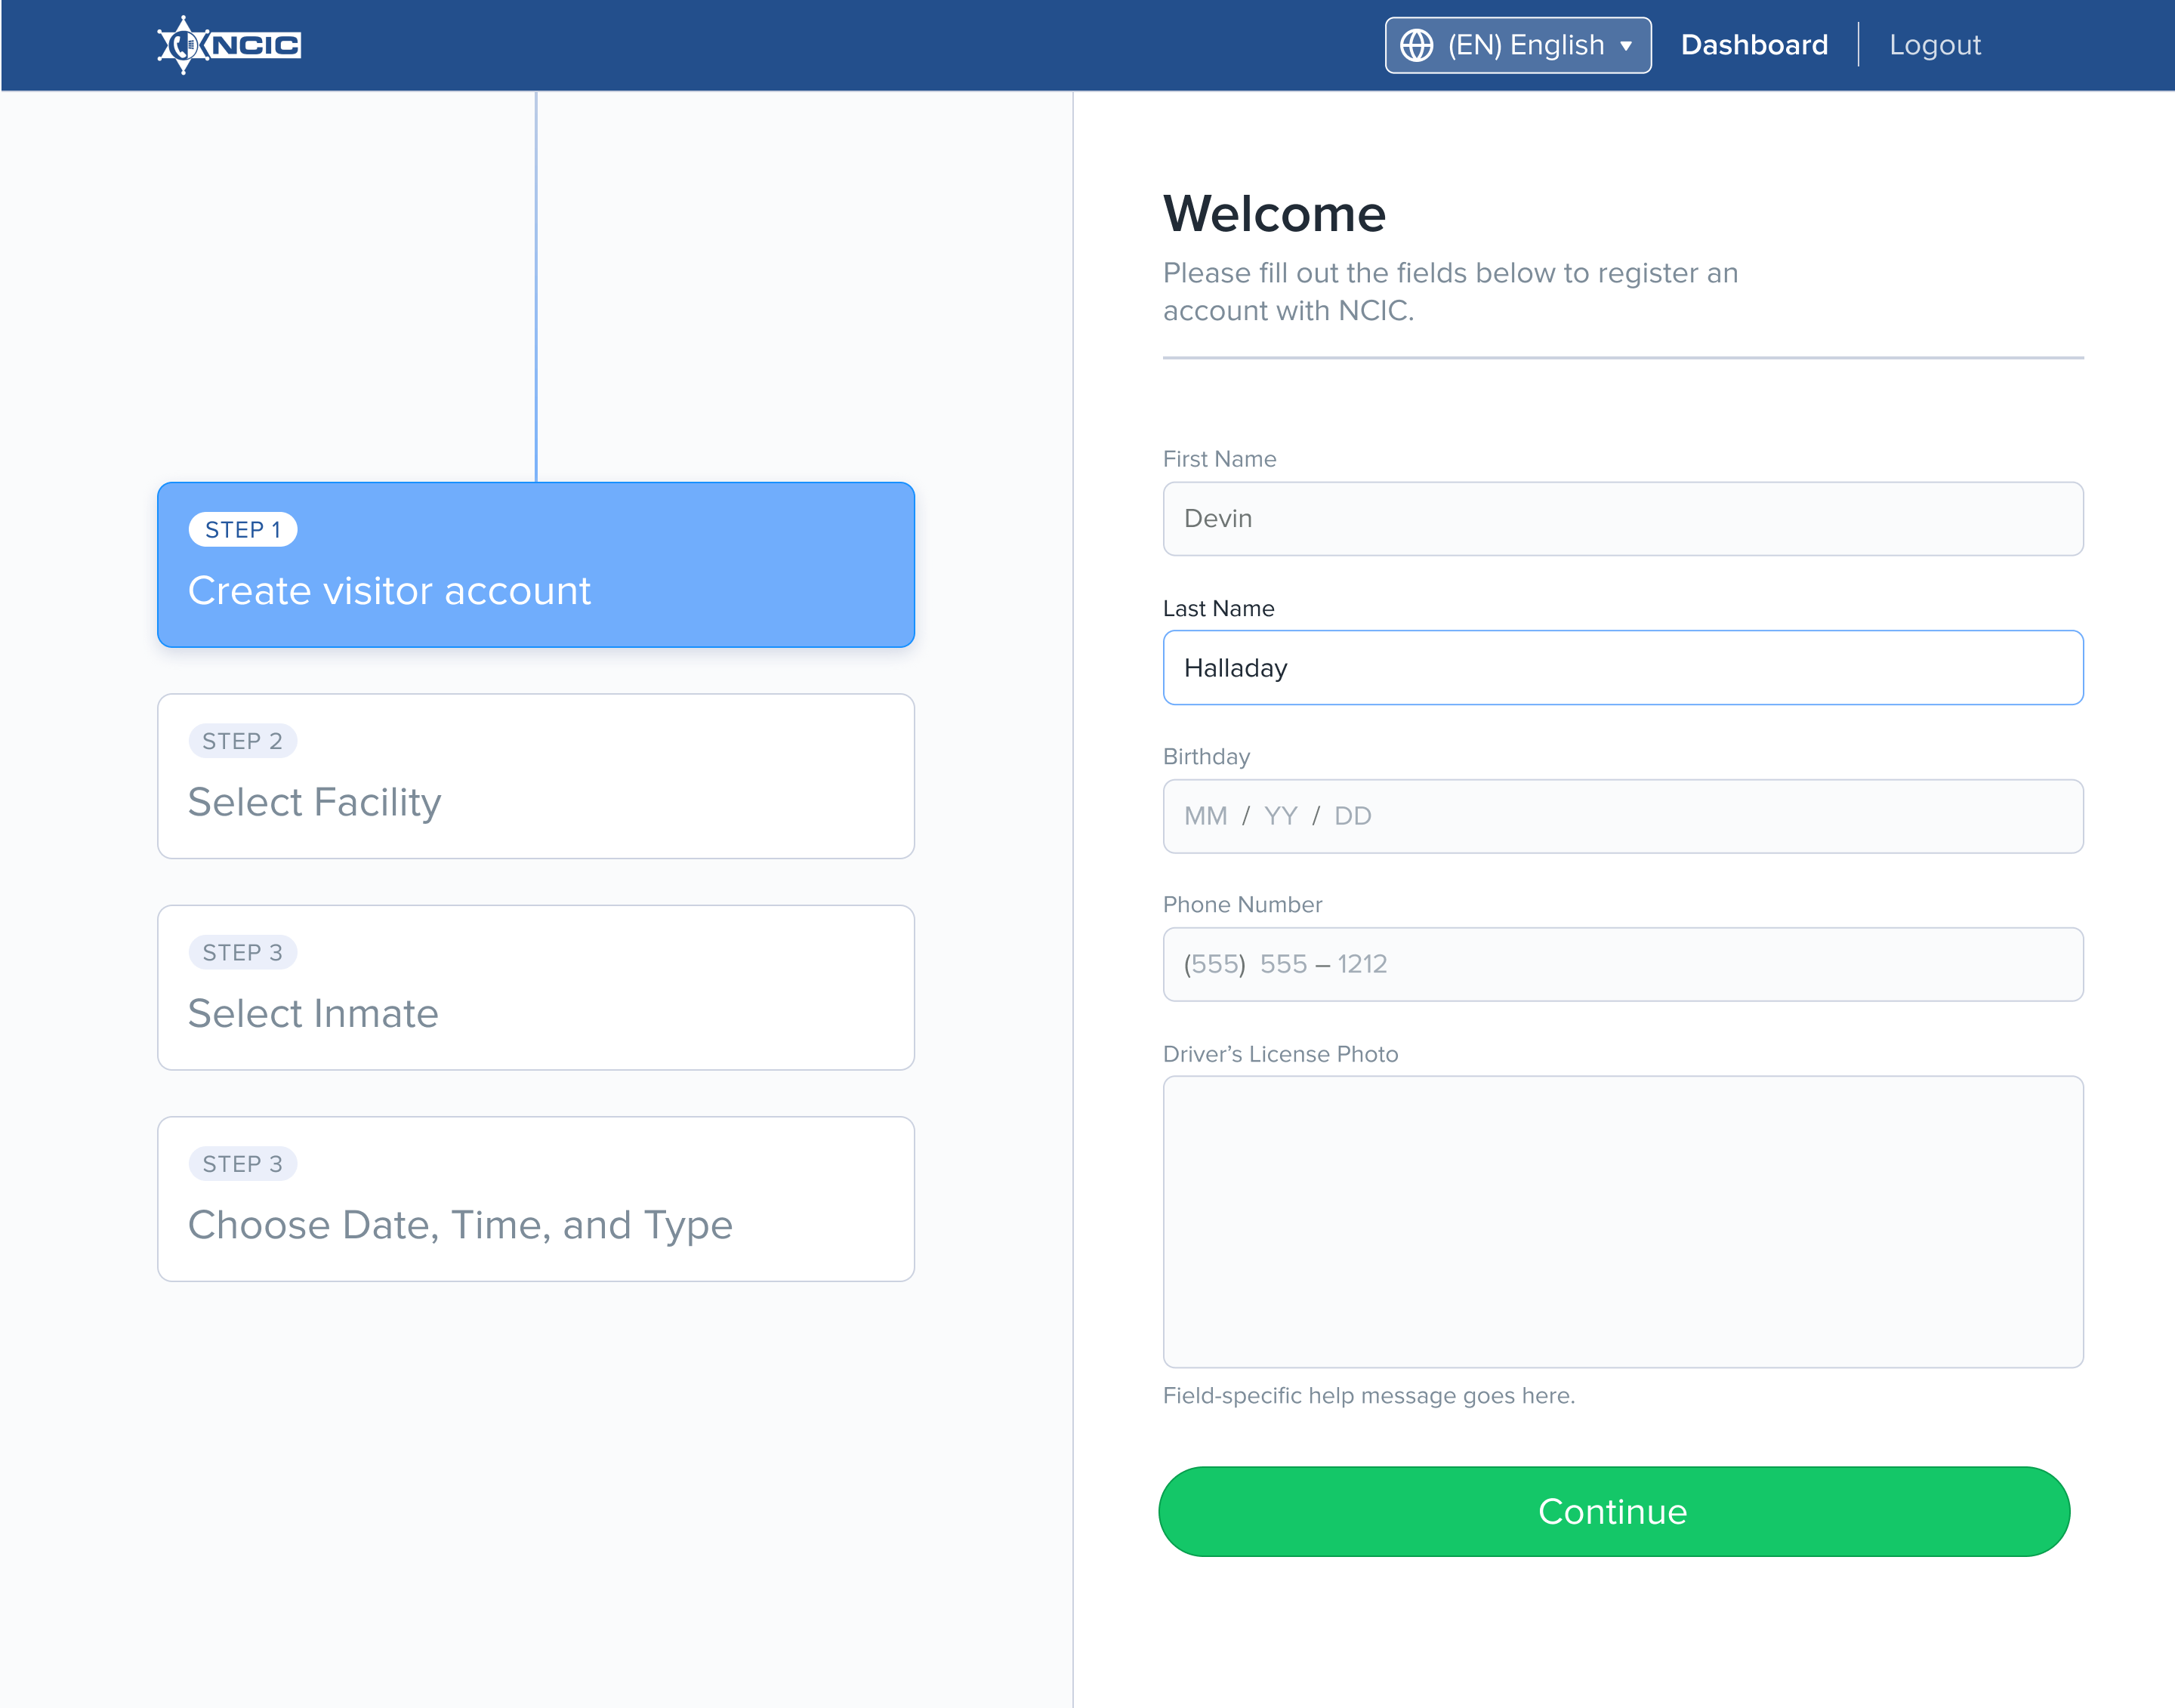 NCIC
(EN) English
Dashboard
Logout
STEP 1
Create visitor account
STEP 2
Select Facility
STEP 3
Select Inmate
STEP 3
Choose Date, Time, and Type
Welcome
Please fill out the fields below to register an
account with NCIC.
First Name
Devin
Last Name
Halladay
Birthday
MM / YY / DD
Phone Number
(555) 555 – 1212
Driver’s License Photo
Field-specific help message goes here.
Continue